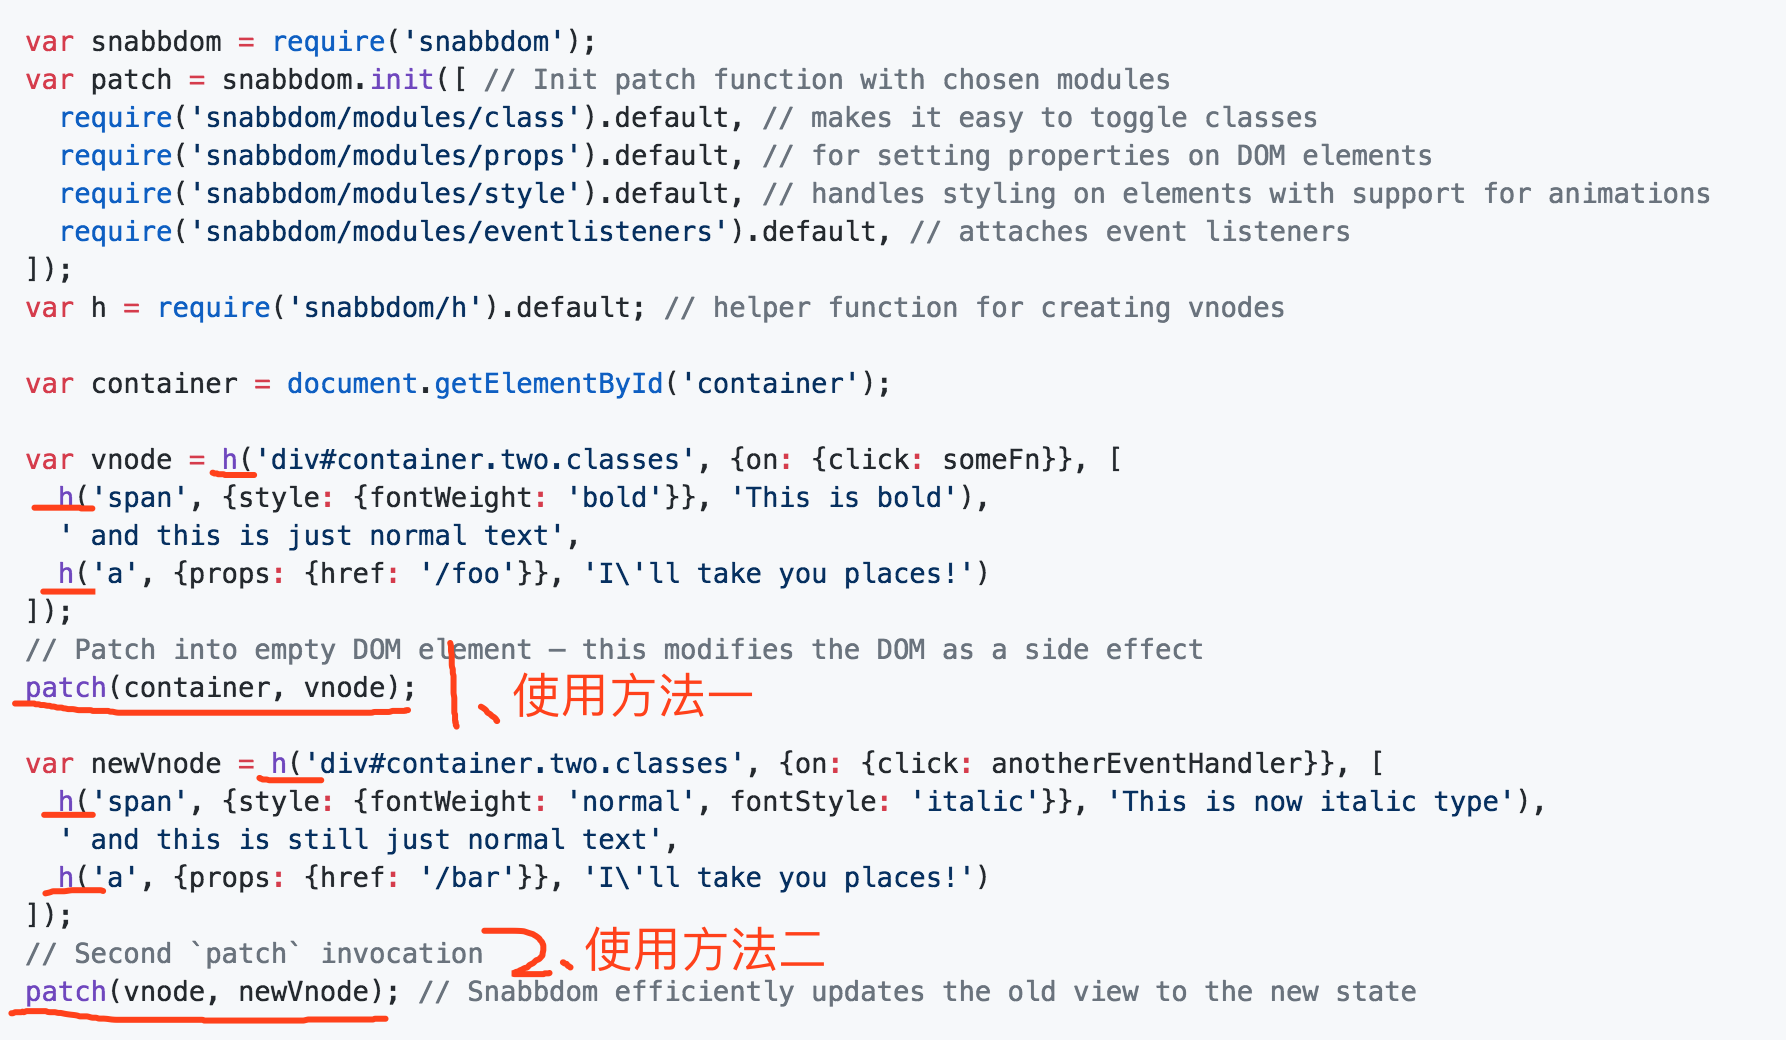 var snabbdom = require('snabbdom');
var patch = snabbdom.init([ // Init patch function with chosen modules
  require('snabbdom/modules/class').default, // makes it easy to toggle classes
  require('snabbdom/modules/props').default, // for setting properties on DOM elements
  require('snabbdom/modules/style').default, // handles styling on elements with support for animations
  require('snabbdom/modules/eventlisteners').default, // attaches event listeners
]);
var h = require('snabbdom/h').default; // helper function for creating vnodes

var container = document.getElementById('container');

var vnode = h('div#container.two.classes', {on: {click: someFn}}, [
  h('span', {style: {fontWeight: 'bold'}}, 'This is bold'),
  ' and this is just normal text',
  h('a', {props: {href: '/foo'}}, 'I\'ll take you places!')
]);
// Patch into empty DOM element – this modifies the DOM as a side effect
patch(container, vnode); 1、使用方法一

var newVnode = h('div#container.two.classes', {on: {click: anotherEventHandler}}, [
  h('span', {style: {fontWeight: 'normal', fontStyle: 'italic'}}, 'This is now italic type'),
  ' and this is still just normal text',
  h('a', {props: {href: '/bar'}}, 'I\'ll take you places!')
]);
// Second `patch` invocation 2、使用方法二
patch(vnode, newVnode); // Snabbdom efficiently updates the old view to the new state